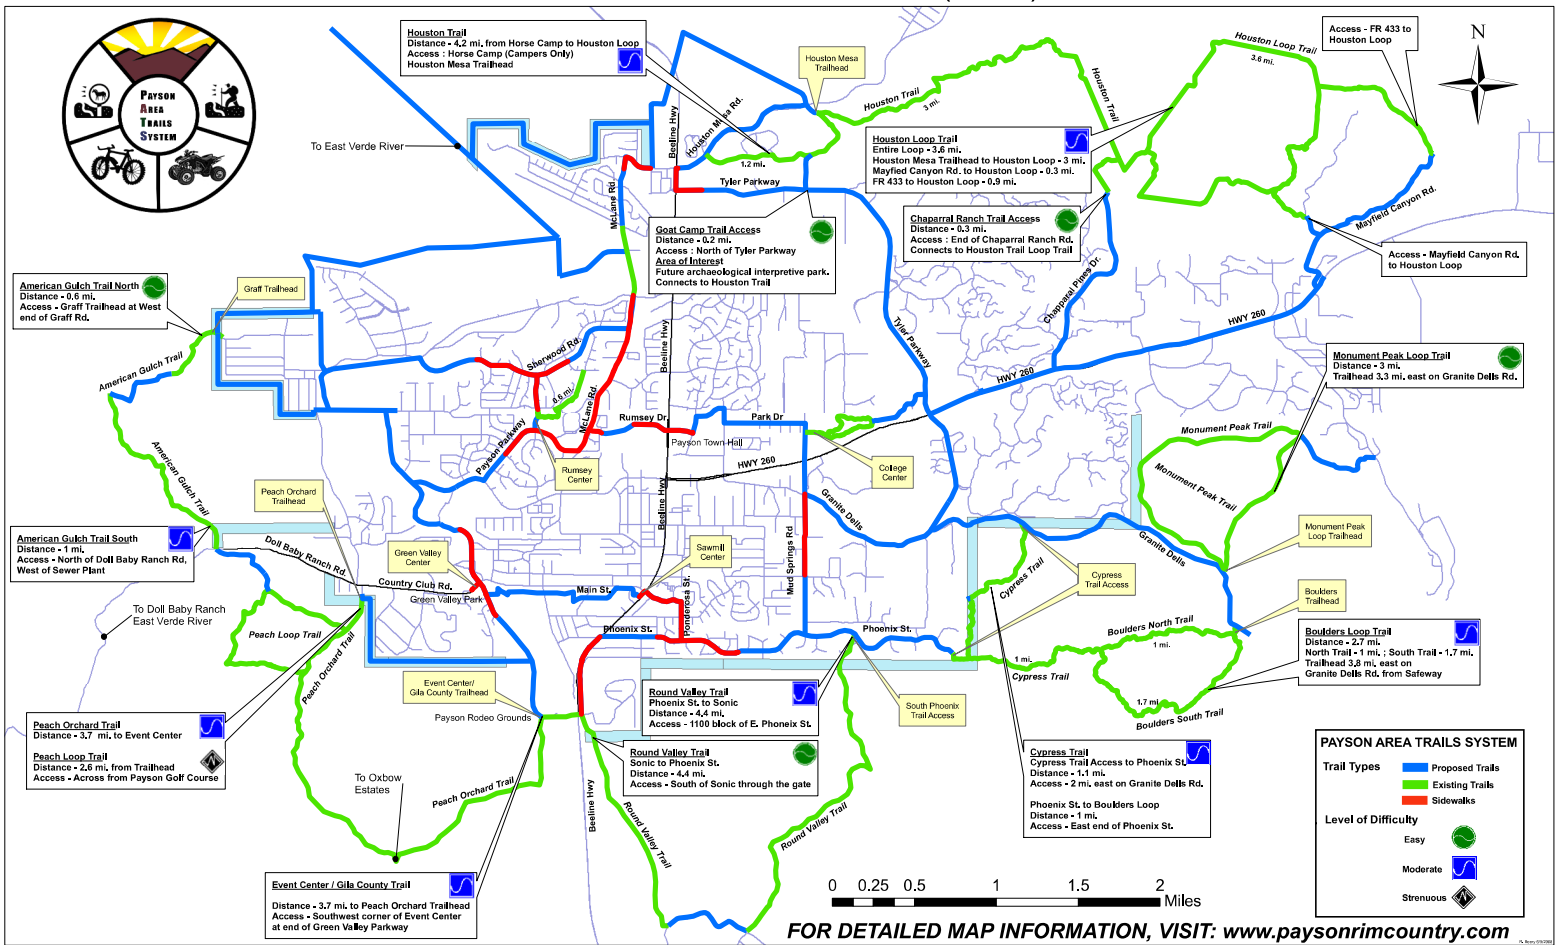 PAYSON
AREA
TRAILS
SYSTEM
Houston Trail
Distance - 4.2 mi. from Horse Camp to Houston Loop
Access : Horse Camp (Campers Only)
Houston Mesa Trailhead
Houston Mesa
Trailhead
Access - FR 433 to
Houston Loop
N
Houston Loop Trail
3.6 mi.
Houston Trail
3 mi.
Houston Trail
Houston Mesa Rd.
Beeline Hwy
1.2 mi.
To East Verde River
Tyler Parkway
McLane Rd.
Houston Loop Trail
Entire Loop - 3.6 mi.
Houston Mesa Trailhead to Houston Loop - 3 mi.
Mayfied Canyon Rd. to Houston Loop - 0.3 mi.
FR 433 to Houston Loop - 0.9 mi.
Goat Camp Trail Access
Distance - 0.2 mi.
Access : North of Tyler Parkway
Area of Interest
Future archaeological interpretive park.
Connects to Houston Trail
Chaparral Ranch Trail Access
Distance - 0.3 mi.
Access : End of Chaparral Ranch Rd.
Connects to Houston Trail Loop Trail
Mayfield Canyon Rd.
Access - Mayfield Canyon Rd.
to Houston Loop
American Gulch Trail North
Distance - 0.6 mi.
Access - Graff Trailhead at West
end of Graff Rd.
Graff Trailhead
Chapparal Pines Dr.
HWY 260
Tyler Parkway
Beeline Hwy
Sherwood Rd.
American Gulch Trail
HWY 260
Monument Peak Loop Trail
Distance - 3 mi.
Trailhead 3.3 mi. east on Granite Dells Rd.
0.6 mi.
McLane Rd.
Rumsey Dr.
Park Dr
Payson Town Hall
Payson Parkway
Rumsey
Center
HWY 260
College
Center
Monument Peak Trail
Monument Peak Trail
American Gulch Trail
Peach Orchard
Trailhead
Beeline Hwy
Granite Dells
Mud Springs Rd
American Gulch Trail South
Distance - 1 mi.
Access - North of Doll Baby Ranch Rd,
West of Sewer Plant
Doll Baby Ranch Rd.
Country Club Rd.
Green Valley
Center
Green Valley Park
Main St.
Sawmill
Center
Ponderosa St.
Granite Dells
Monument Peak
Loop Trailhead
Cypress
Trail Access
Cypress Trail
Boulders
Trailhead
To Doll Baby Ranch
East Verde River
Peach Loop Trail
Peach Orchard Trail
Phoenix St.
Phoenix St.
Boulders North Trail
1 mi.
1 mi.
Cypress Trail
Boulders Loop Trail
Distance - 2.7 mi.
North Trail - 1 mi. ; South Trail - 1.7 mi.
Trailhead 3.8 mi. east on
Granite Dells Rd. from Safeway
1.7 mi.
Boulders South Trail
Event Center/
Gila County Trailhead
Payson Rodeo Grounds
Round Valley Trail
Phoenix St. to Sonic
Distance - 4.4 mi.
Access - 1100 block of E. Phoneix St.
South Phoenix
Trail Access
Peach Orchard Trail
Distance - 3.7 mi. to Event Center
Peach Loop Trail
Distance - 2.6 mi. from Trailhead
Access - Across from Payson Golf Course
Round Valley Trail
Sonic to Phoenix St.
Distance - 4.4 mi.
Access - South of Sonic through the gate
Cypress Trail
Cypress Trail Access to Phoenix St.
Distance - 1.1 mi.
Access - 2 mi. east on Granite Dells Rd.
Phoenix St. to Boulders Loop
Distance - 1 mi.
Access - East end of Phoenix St.
To Oxbow
Estates
Peach Orchard Trail
Beeline Hwy
Round Valley Trail
Round Valley Trail
Event Center / Gila County Trail
Distance - 3.7 mi. to Peach Orchard Trailhead
Access - Southwest corner of Event Center
at end of Green Valley Parkway
PAYSON AREA TRAILS SYSTEM
Trail Types
Proposed Trails
Existing Trails
Sidewalks
Level of Difficulty
Easy
Moderate
Strenuous
0 0.25 0.5 1 1.5 2
Miles
FOR DETAILED MAP INFORMATION, VISIT: www.paysonrimcountry.com